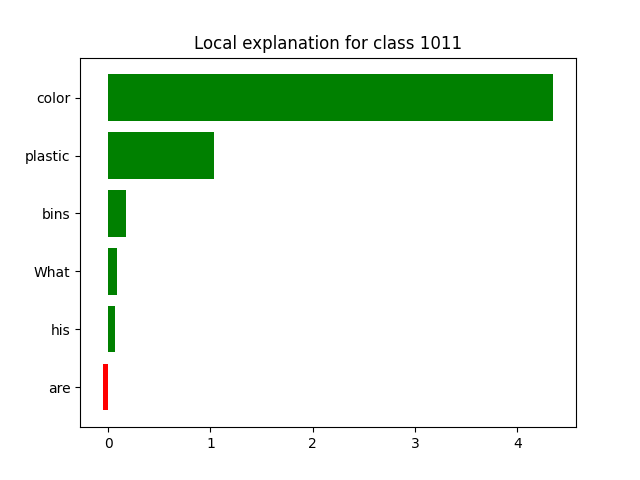 Local explanation for class 1011
color
plastic
bins
What
his
are
0 1 2 3 4